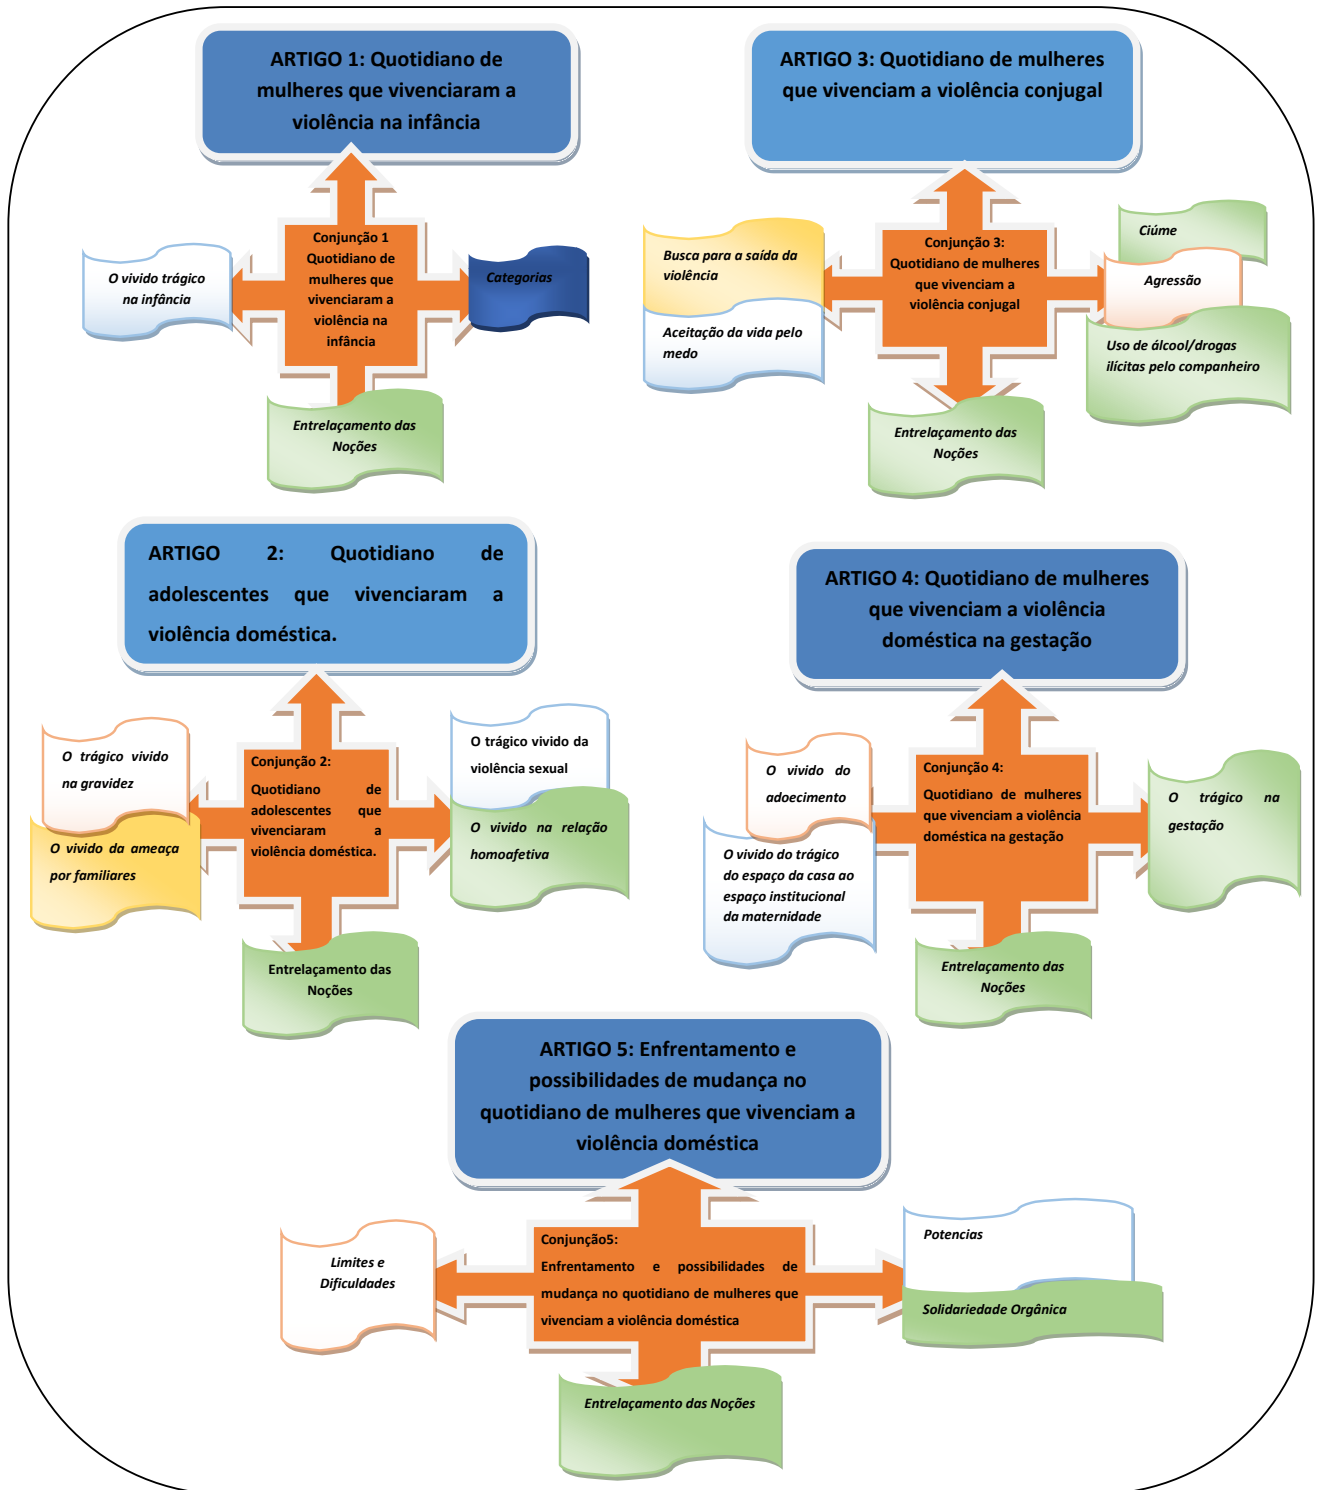 ARTIGO 1: Quotidiano de
mulheres que vivenciaram a
violência na infância
Conjunção 1
Quotidiano de
mulheres que
vivenciaram a
violência na
infância
O vivido trágico
na infância
Categorias
Entrelaçamento das
Noções
ARTIGO 3: Quotidiano de mulheres
que vivenciam a violência conjugal
Busca para a saída da
violência
Aceitação da vida pelo
medo
Conjunção 3:
Quotidiano de mulheres
que vivenciam a
violência conjugal
Ciúme
Agressão
Uso de álcool/drogas
ilícitas pelo companheiro
Entrelaçamento das
Noções
ARTIGO 2: Quotidiano de
adolescentes que vivenciaram a
violência doméstica.
O trágico vivido
na gravidez
O vivido da ameaça
por familiares
Conjunção 2:
Quotidiano de
adolescentes que
vivenciaram a
violência doméstica.
O trágico vivido da
violência sexual
O vivido na relação
homoafetiva
Entrelaçamento das
Noções
ARTIGO 4: Quotidiano de mulheres
que vivenciam a violência
doméstica na gestação
O vivido do
adoecimento
O vivido do trágico
do espaço da casa ao
espaço institucional
da maternidade
Conjunção 4:
Quotidiano de mulheres
que vivenciam a violência
doméstica na gestação
O trágico na
gestação
Entrelaçamento das
Noções
ARTIGO 5: Enfrentamento e
possibilidades de mudança no
quotidiano de mulheres que vivenciam a
violência doméstica
Limites e
Dificuldades
Conjunção5:
Enfrentamento e possibilidades de
mudança no quotidiano de mulheres que
vivenciam a violência doméstica
Potencias
Solidariedade Orgânica
Entrelaçamento das Noções